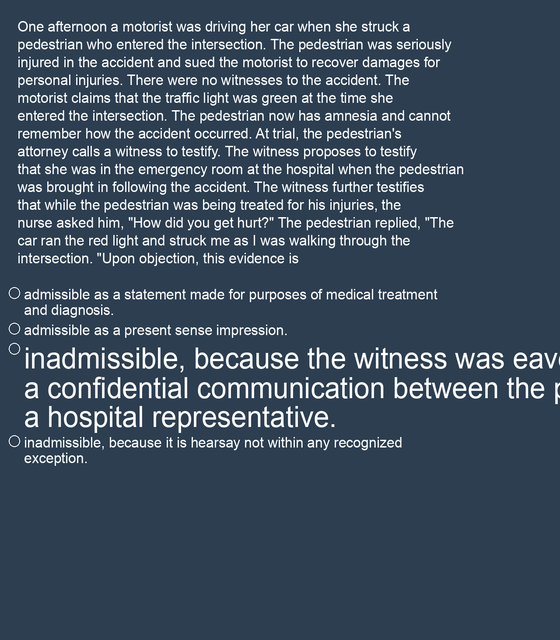 One afternoon a motorist was driving her car when she struck a
pedestrian who entered the intersection. The pedestrian was seriously
injured in the accident and sued the motorist to recover damages for
personal injuries. There were no witnesses to the accident. The
motorist claims that the traffic light was green at the time she
entered the intersection. The pedestrian now has amnesia and cannot
remember how the accident occurred. At trial, the pedestrian's
attorney calls a witness to testify. The witness proposes to testify
that she was in the emergency room at the hospital when the pedestrian
was brought in following the accident. The witness further testifies
that while the pedestrian was being treated for his injuries, the
nurse asked him, "How did you get hurt?" The pedestrian replied, "The
car ran the red light and struck me as I was walking through the
intersection. "Upon objection, this evidence is
admissible as a statement made for purposes of medical treatment
and diagnosis.
admissible as a present sense impression.
inadmissible, because the witness was
a confidential communication between the
a hospital representative.
inadmissible, because it is hearsay not within any recognized
exception.